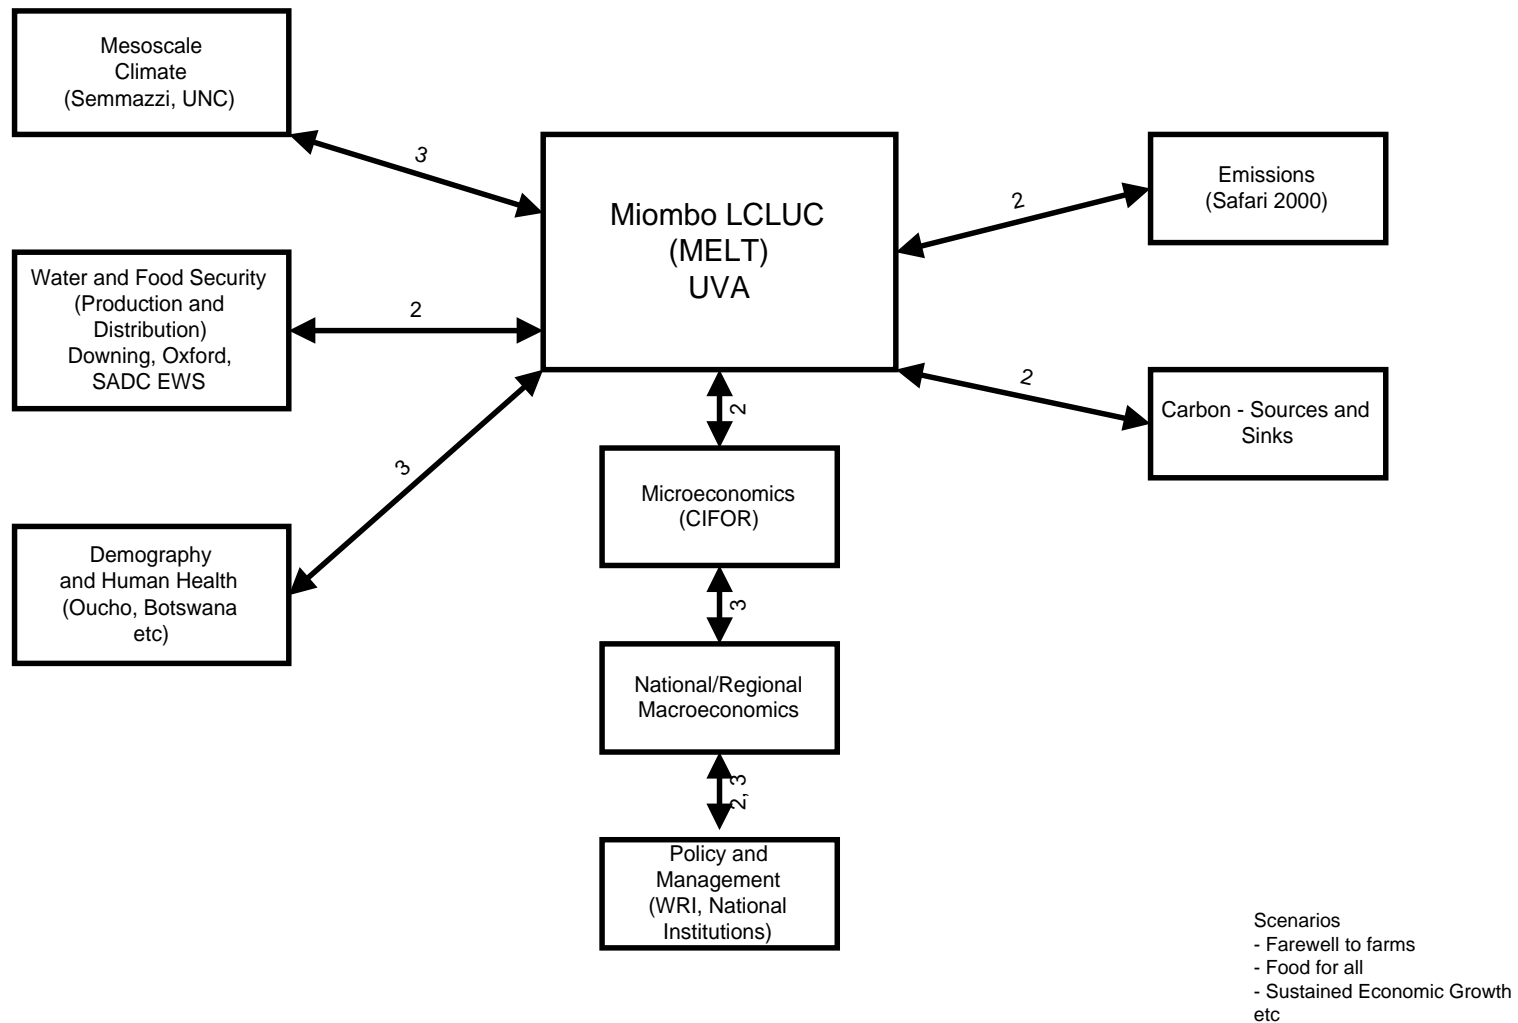 Mesoscale
Climate
(Semmazzi, UNC)
3
Miombo LCLUC
(MELT)
UVA
2
Emissions
(Safari 2000)
Water and Food Security
(Production and
Distribution)
Downing, Oxford,
SADC EWS
2
2
Carbon - Sources and
Sinks
3
2
Microeconomics
(CIFOR)
Demography
and Human Health
(Oucho, Botswana
etc)
3
National/Regional
Macroeconomics
2, 3
Policy and
Management
(WRI, National
Institutions)
Scenarios
- Farewell to farms
- Food for all
- Sustained Economic Growth
etc